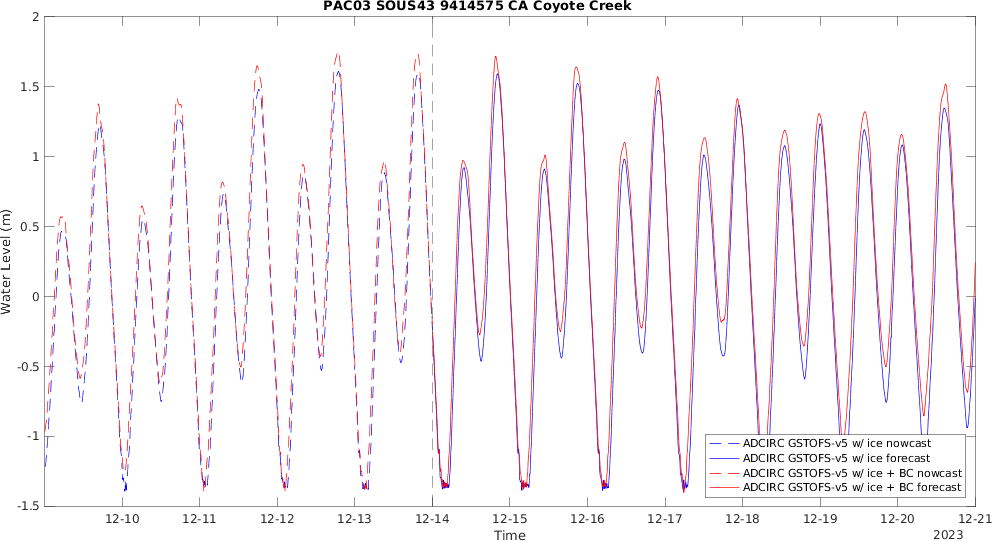 PAC03 SOUS43 9414575 CA Coyote Creek
2
1.5
1
0.5
0
-0.5
-1
-1.5
Water Level (m)
12-10 12-11 12-12 12-13 12-14 12-15 12-16 12-17 12-18 12-19 12-20 12-21
Time
2023
ADCIRC GSTOFS-v5 w/ ice nowcast
ADCIRC GSTOFS-v5 w/ ice forecast
ADCIRC GSTOFS-v5 w/ ice + BC nowcast
ADCIRC GSTOFS-v5 w/ ice + BC forecast